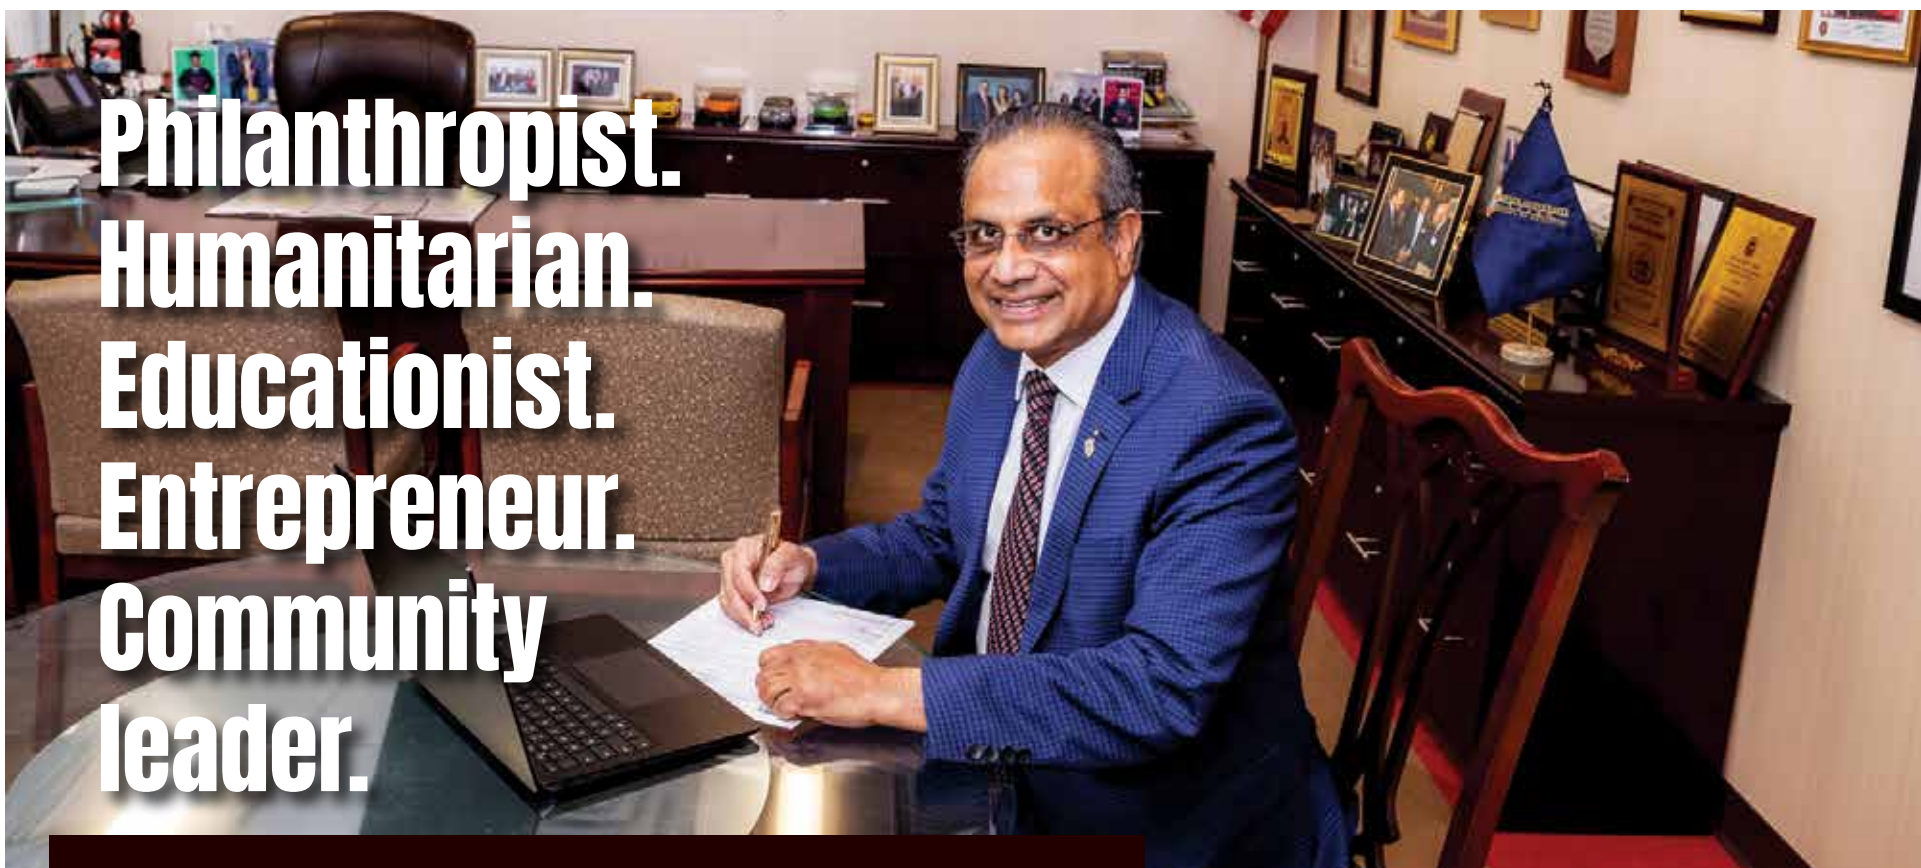 Philanthropist.
Humanitarian.
Educationist.
Entrepreneur.
Community
leader.